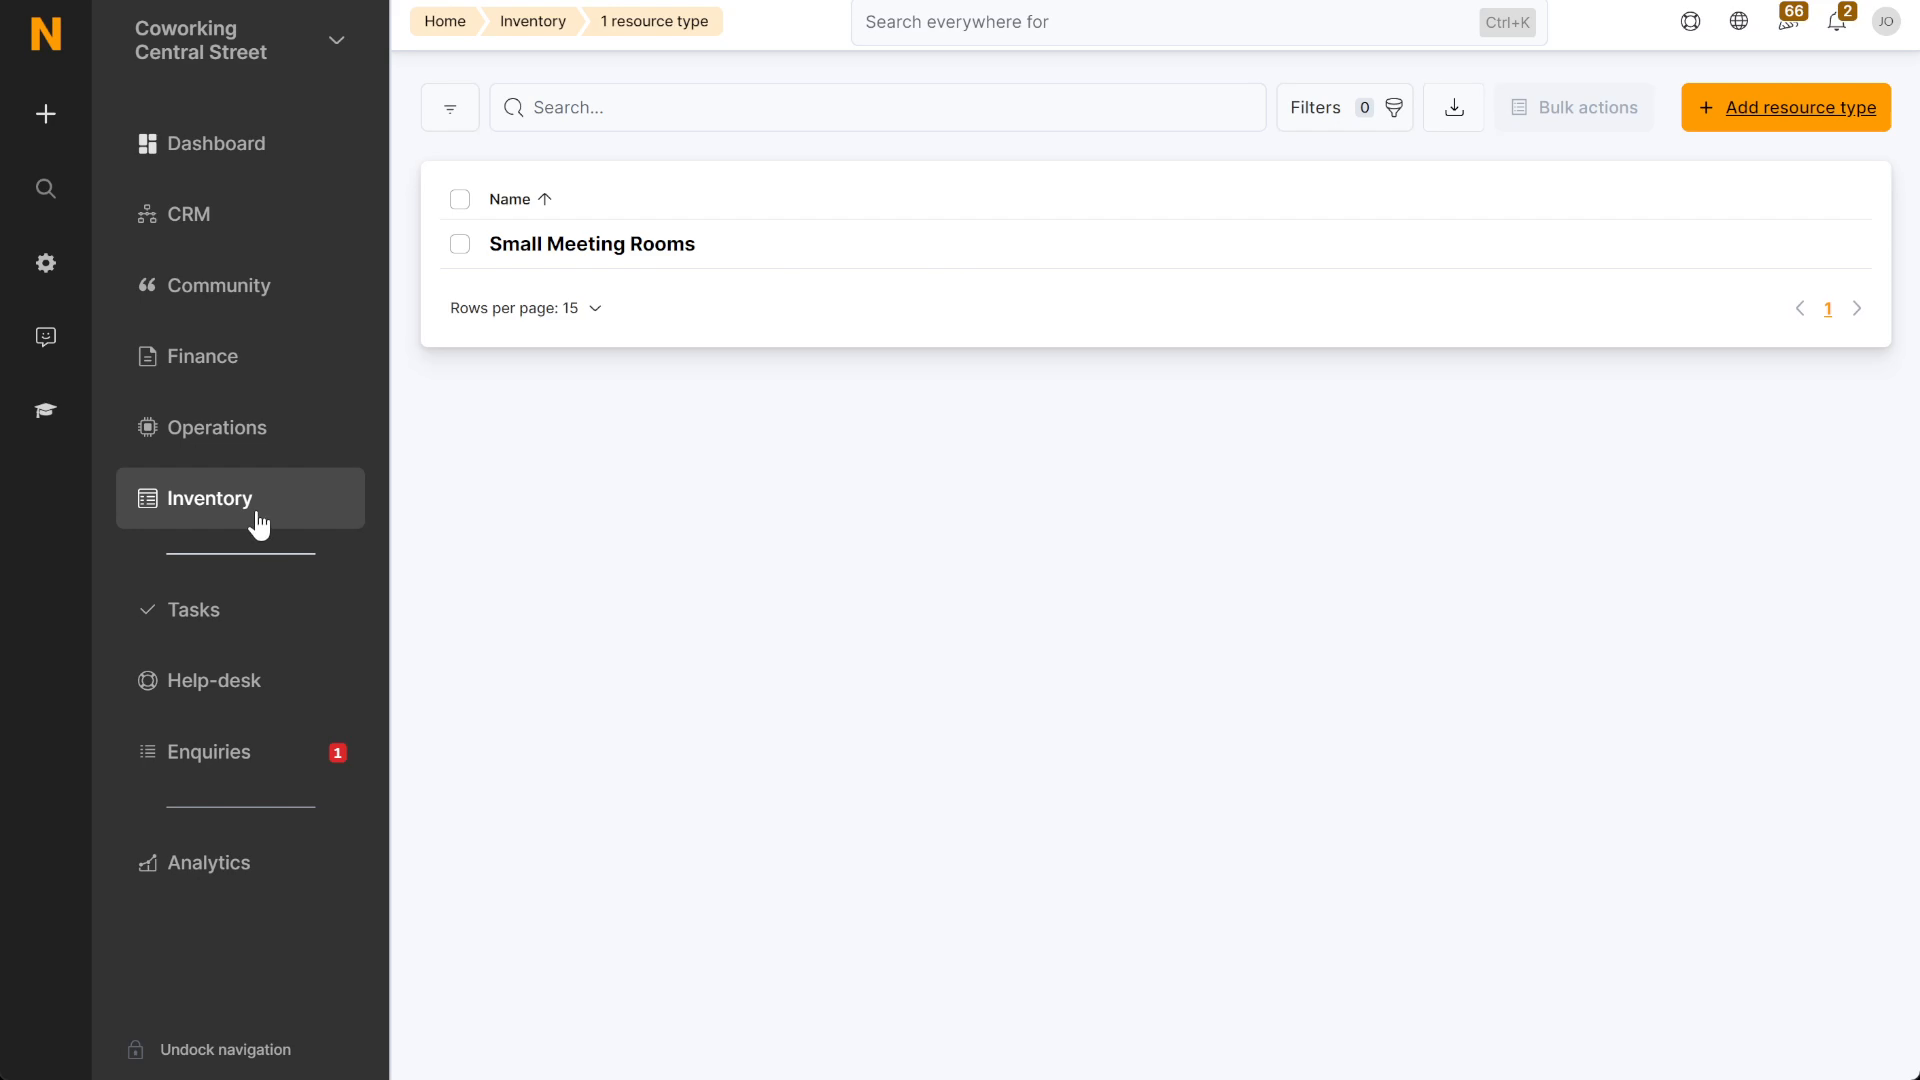 N
Coworking
Central Street
Home
Inventory
1 resource type
Search everywhere for
Ctrl+K
66
2
JO
Search...
Filters 0
Bulk actions
+ Add resource type
Dashboard
CRM
Community
Finance
Operations
Inventory
Tasks
Help-desk
Enquiries 1
Analytics
Undock navigation
Name
Small Meeting Rooms
Rows per page: 15
1